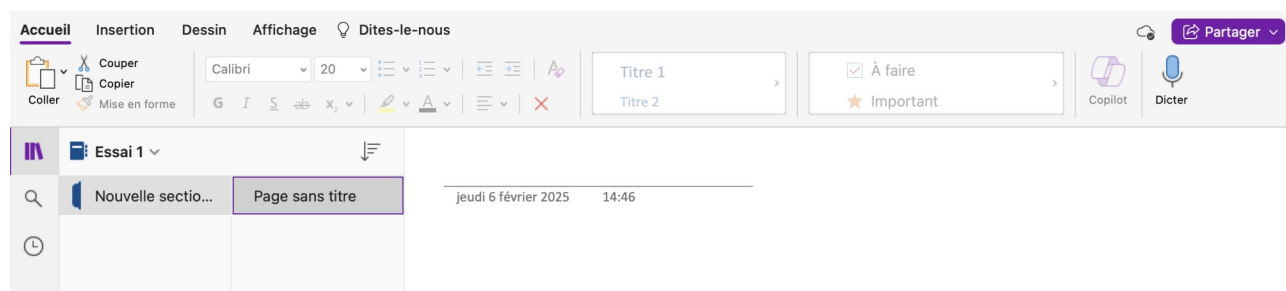 Accueil Insertion Dessin Affichage Dites-le-nous Partager
Coller
Couper
Copier
Mise en forme
Calibri 20
G I S ab x₂ A
Titre 1
Titre 2
À faire
Important
Copilot
Dicter
Essai 1
Nouvelle sectio... Page sans titre
jeudi 6 février 2025 14:46